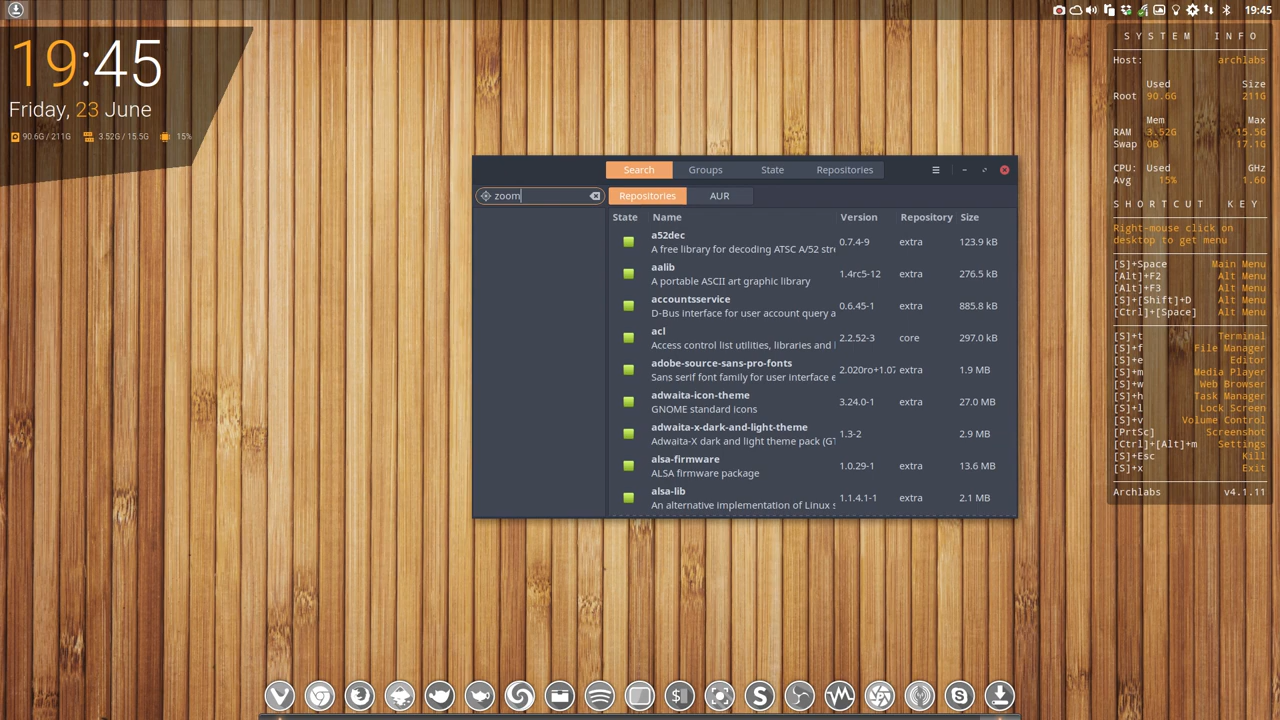 19:45
19:45
Friday, 23 June
90.6G / 211G 3.52G / 15.5G 15%
Search Groups State Repositories
zoom
Repositories AUR
State Name Version Repository Size
a52dec
A free library for decoding ATSC A/52 stre 0.7.4-9 extra 123.9 kB
aalib
A portable ASCII art graphic library 1.4rc5-12 extra 276.5 kB
accountsservice
D-Bus interface for user account query a 0.6.45-1 extra 885.8 kB
acl
Access control list utilities, libraries and 2.2.52-3 core 297.0 kB
adobe-source-sans-pro-fonts
Sans serif font family for user interface e 2.020ro+1.07 extra 1.9 MB
adwaita-icon-theme
GNOME standard icons 3.24.0-1 extra 27.0 MB
adwaita-x-dark-and-light-theme
Adwaita-X dark and light theme pack (GT 1.3-2 extra 2.9 MB
alsa-firmware
ALSA firmware package 1.0.29-1 extra 13.6 MB
alsa-lib
An alternative implementation of Linux s 1.1.4.1-1 extra 2.1 MB
SYSTEM INFO
Host: archlabs
Used Size
Root 90.6G 211G
Mem Max
RAM 3.52G 15.5G
Swap 0B 17.1G
CPU: Used GHz
Avg 15% 1.60
SHORTCUT KEY
Right-mouse click on
desktop to get menu
[S]+Space Main Menu
[Alt]+F2 Alt Menu
[Alt]+F3 Alt Menu
[S]+[Shift]+D Alt Menu
[Ctrl]+[Space] Alt Menu
[S]+t Terminal
[S]+f File Manager
[S]+e Editor
[S]+m Media Player
[S]+w Web Browser
[S]+h Task Manager
[S]+l Lock Screen
[S]+v Volume Control
[PrtSc] Screenshot
[Ctrl]+[Alt]+m Settings
[S]+Esc Kill
[S]+x Exit
Archlabs v4.1.11